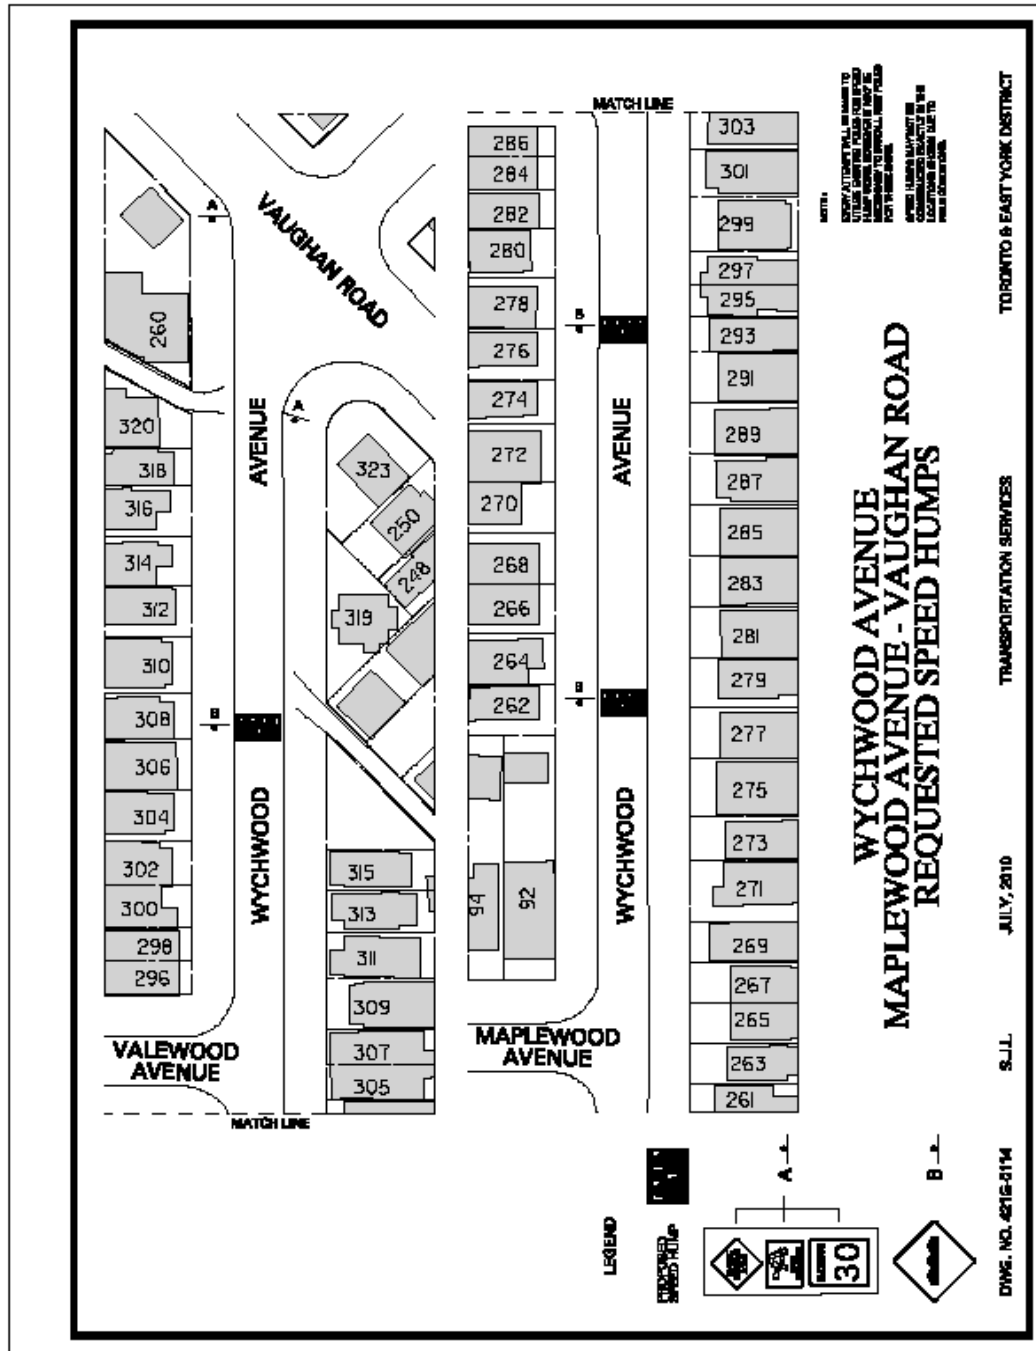 MATCH LINE
VAUGHAN ROAD
A
260
320
318
316
314
312
310
308
306
304
302
300
298
296
AVENUE
A
323
250
248
319
B
WYCHWOOD
315
313
311
309
307
305
VALEWOOD
AVENUE
MATCH LINE
286
284
282
280
278
276
274
272
270
268
266
264
262
94
92
B
AVENUE
B
WYCHWOOD
MAPLEWOOD
AVENUE
303
301
299
297
295
293
291
289
287
285
283
281
279
277
275
273
271
269
267
265
263
261
NOTE:
WYCHWOOD AVENUE
MAPLEWOOD AVENUE - VAUGHAN ROAD
REQUESTED SPEED HUMPS
LEGEND
PROPOSED
SPEED HUMP
A
30
B
TORONTO & EAST YORK DISTRICT
TRANSPORTATION SERVICES
JULY, 2010
S.J.L.
DWG. NO. 421G-0114